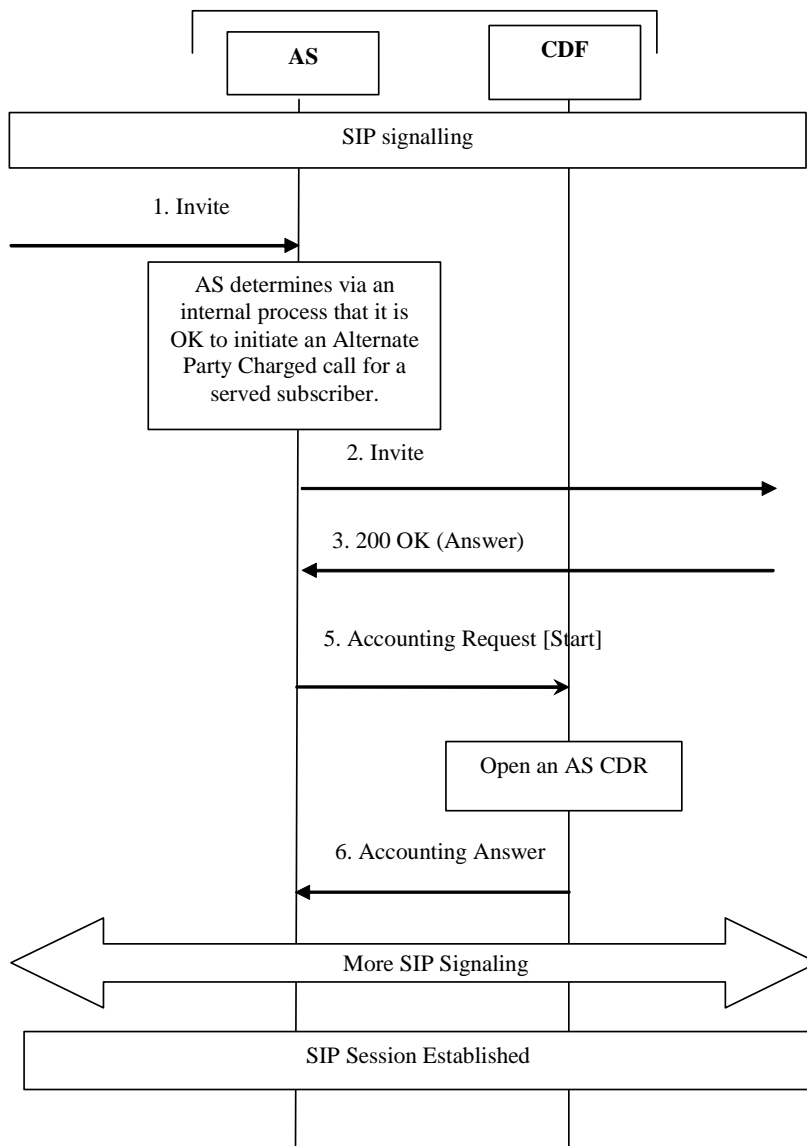 AS
CDF
SIP signalling
1. Invite
AS determines via an
internal process that it is
OK to initiate an Alternate
Party Charged call for a
served subscriber.
2. Invite
3. 200 OK (Answer)
5. Accounting Request [Start]
Open an AS CDR
6. Accounting Answer
More SIP Signaling
SIP Session Established